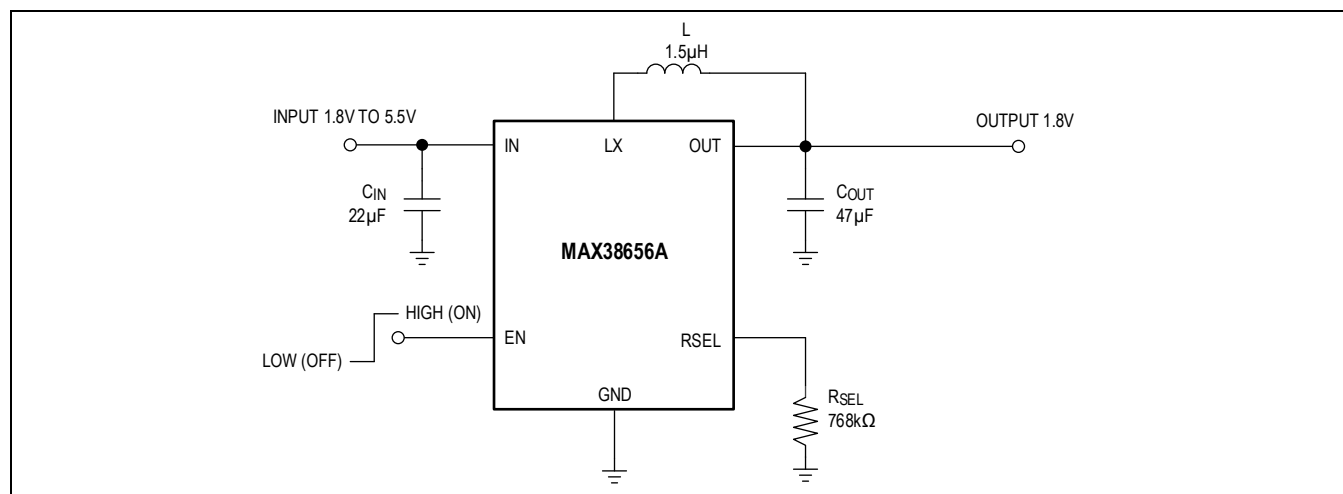 L
1.5µH
INPUT 1.8V TO 5.5V
OUTPUT 1.8V
IN
LX
OUT
CIN
22µF
COUT
47µF
MAX38656A
HIGH (ON)
LOW (OFF)
EN
RSEL
GND
RSEL
768kΩ